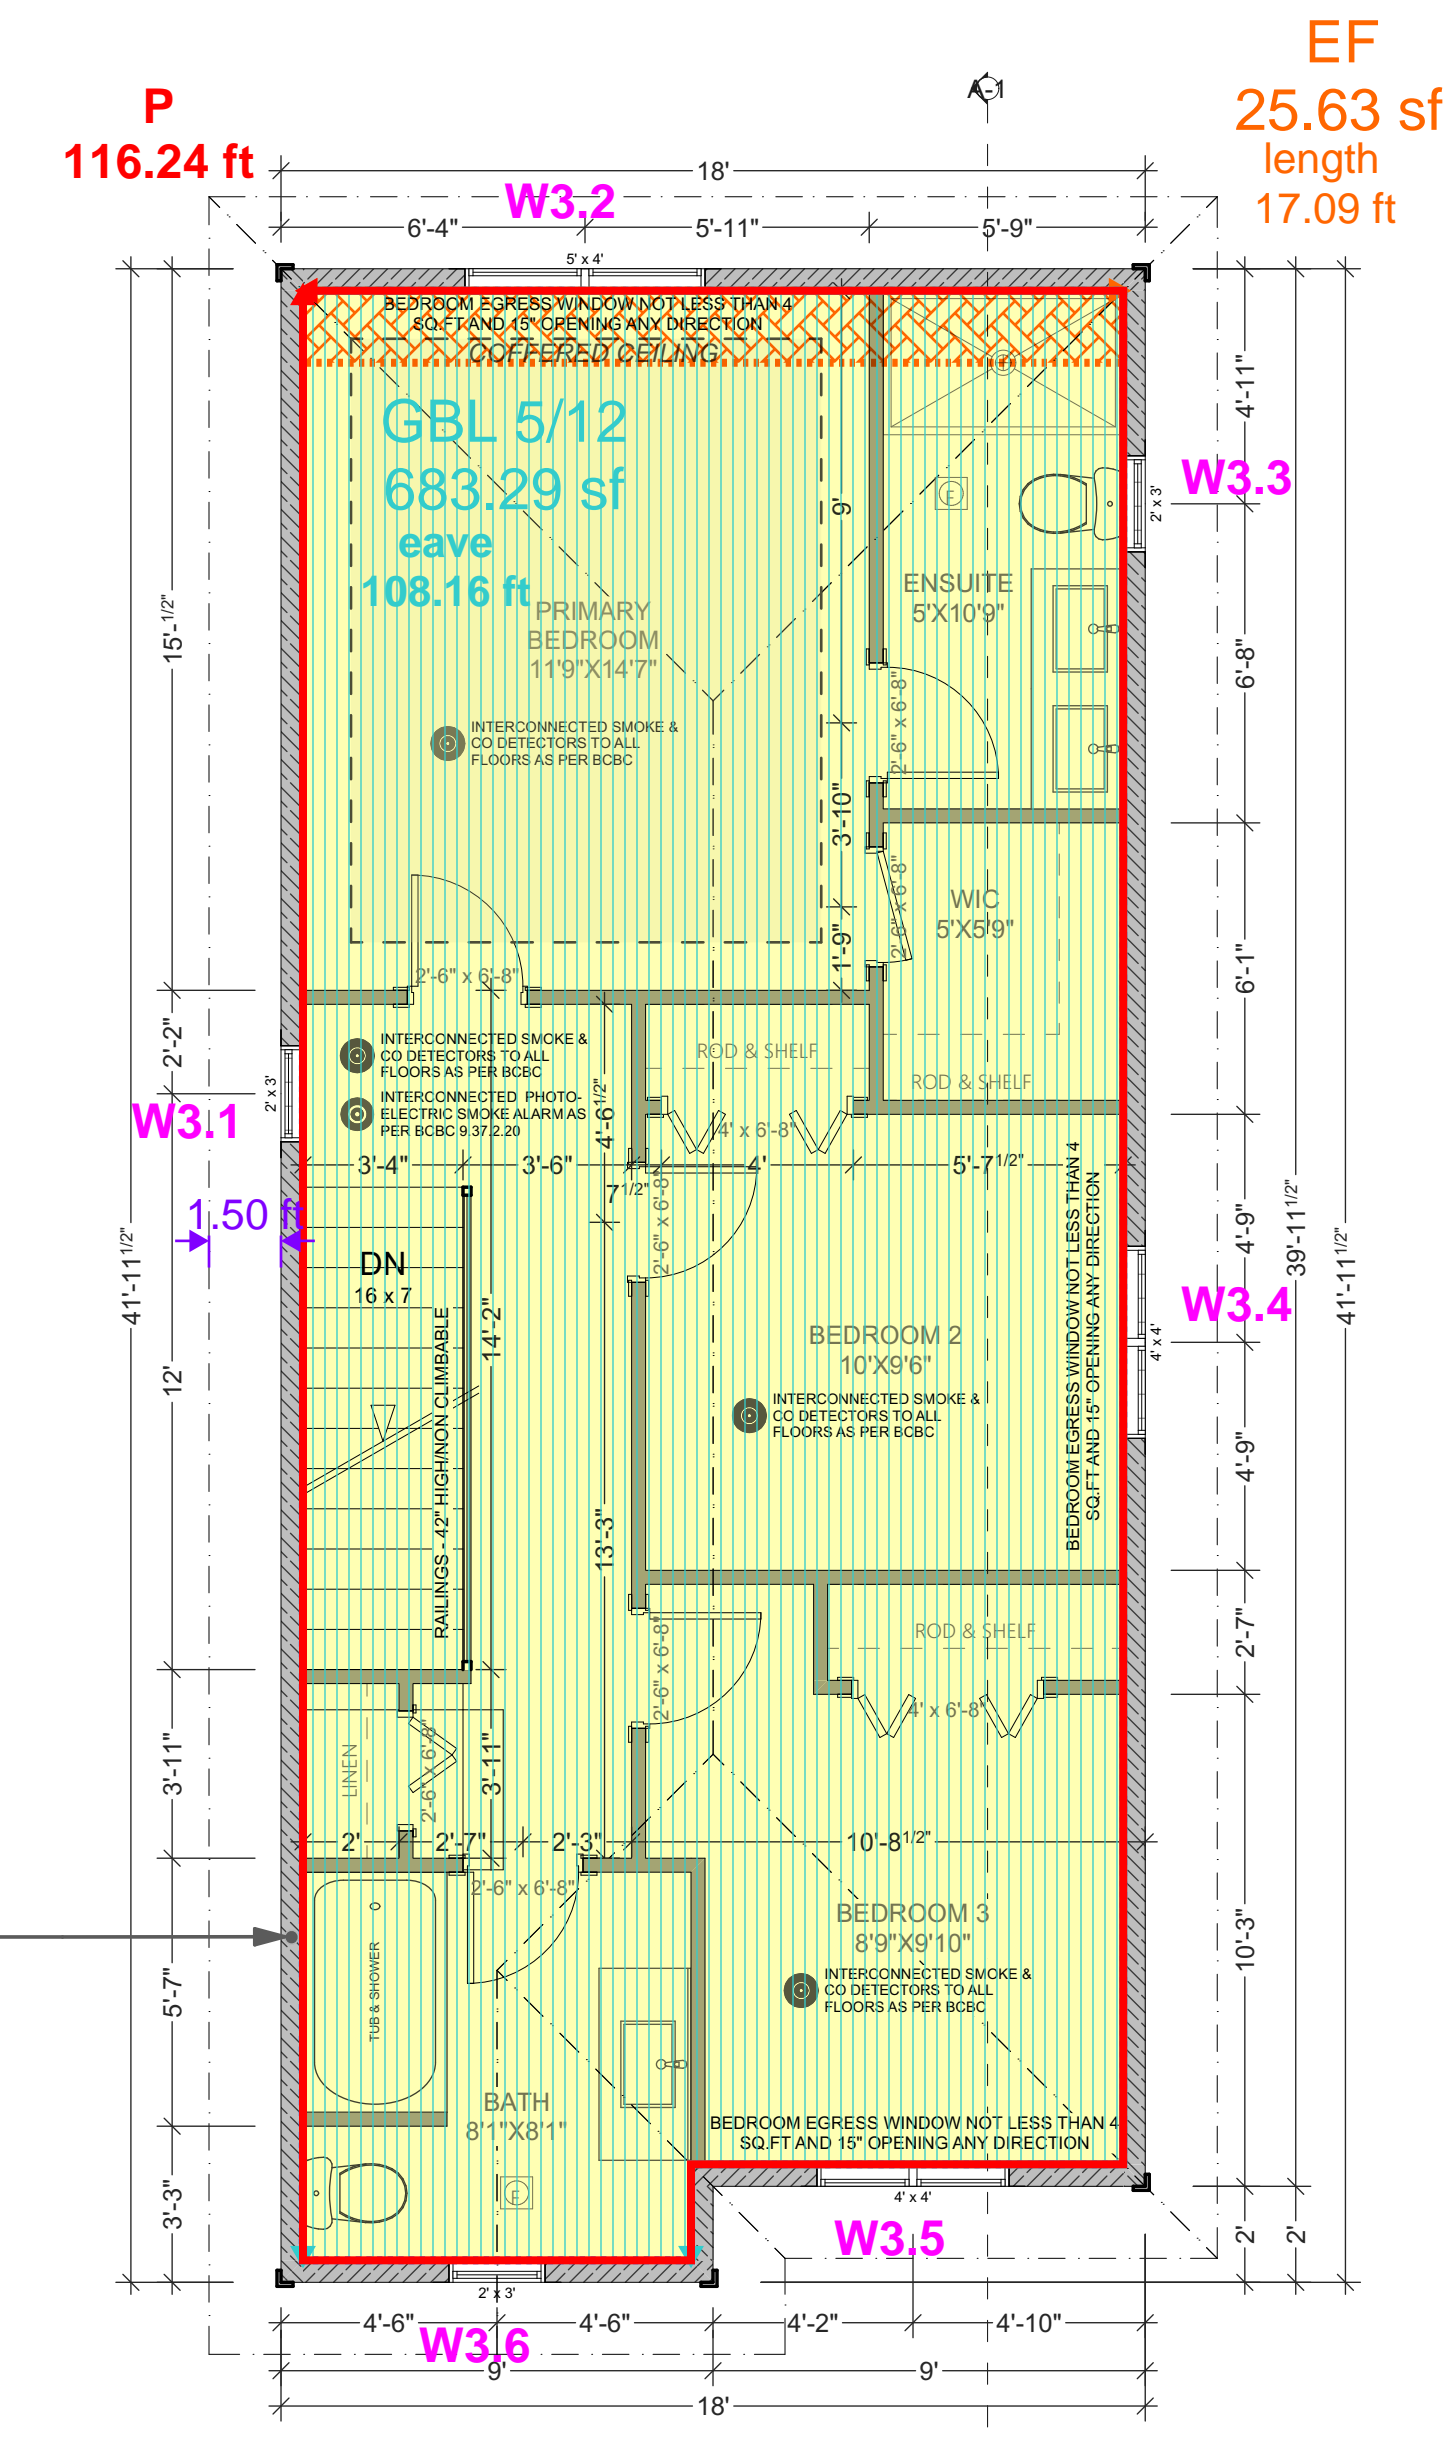 EF
25.63 sf
length
17.09 ft
P
116.24 ft
A-1
18'
W3.2
6'-4"
5'-11"
5'-9"
5' x 4'
BEDROOM EGRESS WINDOW NOT LESS THAN 4
SQ.FT AND 15" OPENING ANY DIRECTION
COFFERED CEILING
GBL 5/12
683.29 sf
eave
108.16 ft
PRIMARY
BEDROOM
11'9"X14'7"
INTERCONNECTED SMOKE &
CO DETECTORS TO ALL
FLOORS AS PER BCBC
9'
3'-10"
1'-9"
F
ENSUITE
5'X10'9"
2'-6" x 6'-8"
WIC
5'X5'9"
2'-6" x 6'-8"
ROD & SHELF
W3.3
2' x 3'
4'-11"
6'-8"
6'-1"
4'-9"
4'-9"
2'-7"
10'-3"
2'
39'-11 1/2"
2'
41'-11 1/2"
15'-1/2"
2'-2"
12'
3'-11"
5'-7"
3'-3"
41'-11 1/2"
W3.1
2' x 3'
1.50 ft
2'-6" x 6'-8"
INTERCONNECTED SMOKE &
CO DETECTORS TO ALL
FLOORS AS PER BCBC
INTERCONNECTED PHOTO-
ELECTRIC SMOKE ALARM AS
PER BCBC 9.37.2.20
ROD & SHELF
4' x 6'-8"
4'-6 1/2"
3'-4"
3'-6"
7 1/2"
4'
5'-7 1/2"
2'-6" x 6'-8"
DN
16 x 7
RAILINGS - 42" HIGH/NON CLIMBABLE
14'-2"
13'-3"
BEDROOM 2
10'X9'6"
INTERCONNECTED SMOKE &
CO DETECTORS TO ALL
FLOORS AS PER BCBC
BEDROOM EGRESS WINDOW NOT LESS THAN 4
SQ.FT AND 15" OPENING ANY DIRECTION
W3.4
4' x 4'
ROD & SHELF
4' x 6'-8"
2'-6" x 6'-8"
LINEN
2'-6" x 6'-8"
3'-11"
2'
2'-7"
2'-3"
10'-8 1/2"
2'-6" x 6'-8"
BEDROOM 3
8'9"X9'10"
INTERCONNECTED SMOKE &
CO DETECTORS TO ALL
FLOORS AS PER BCBC
TUB & SHOWER
BATH
8'1"X8'1"
F
BEDROOM EGRESS WINDOW NOT LESS THAN 4
SQ.FT AND 15" OPENING ANY DIRECTION
4' x 4'
W3.5
2' x 3'
4'-6"
4'-6"
4'-2"
4'-10"
W3.6
9'
9'
18'